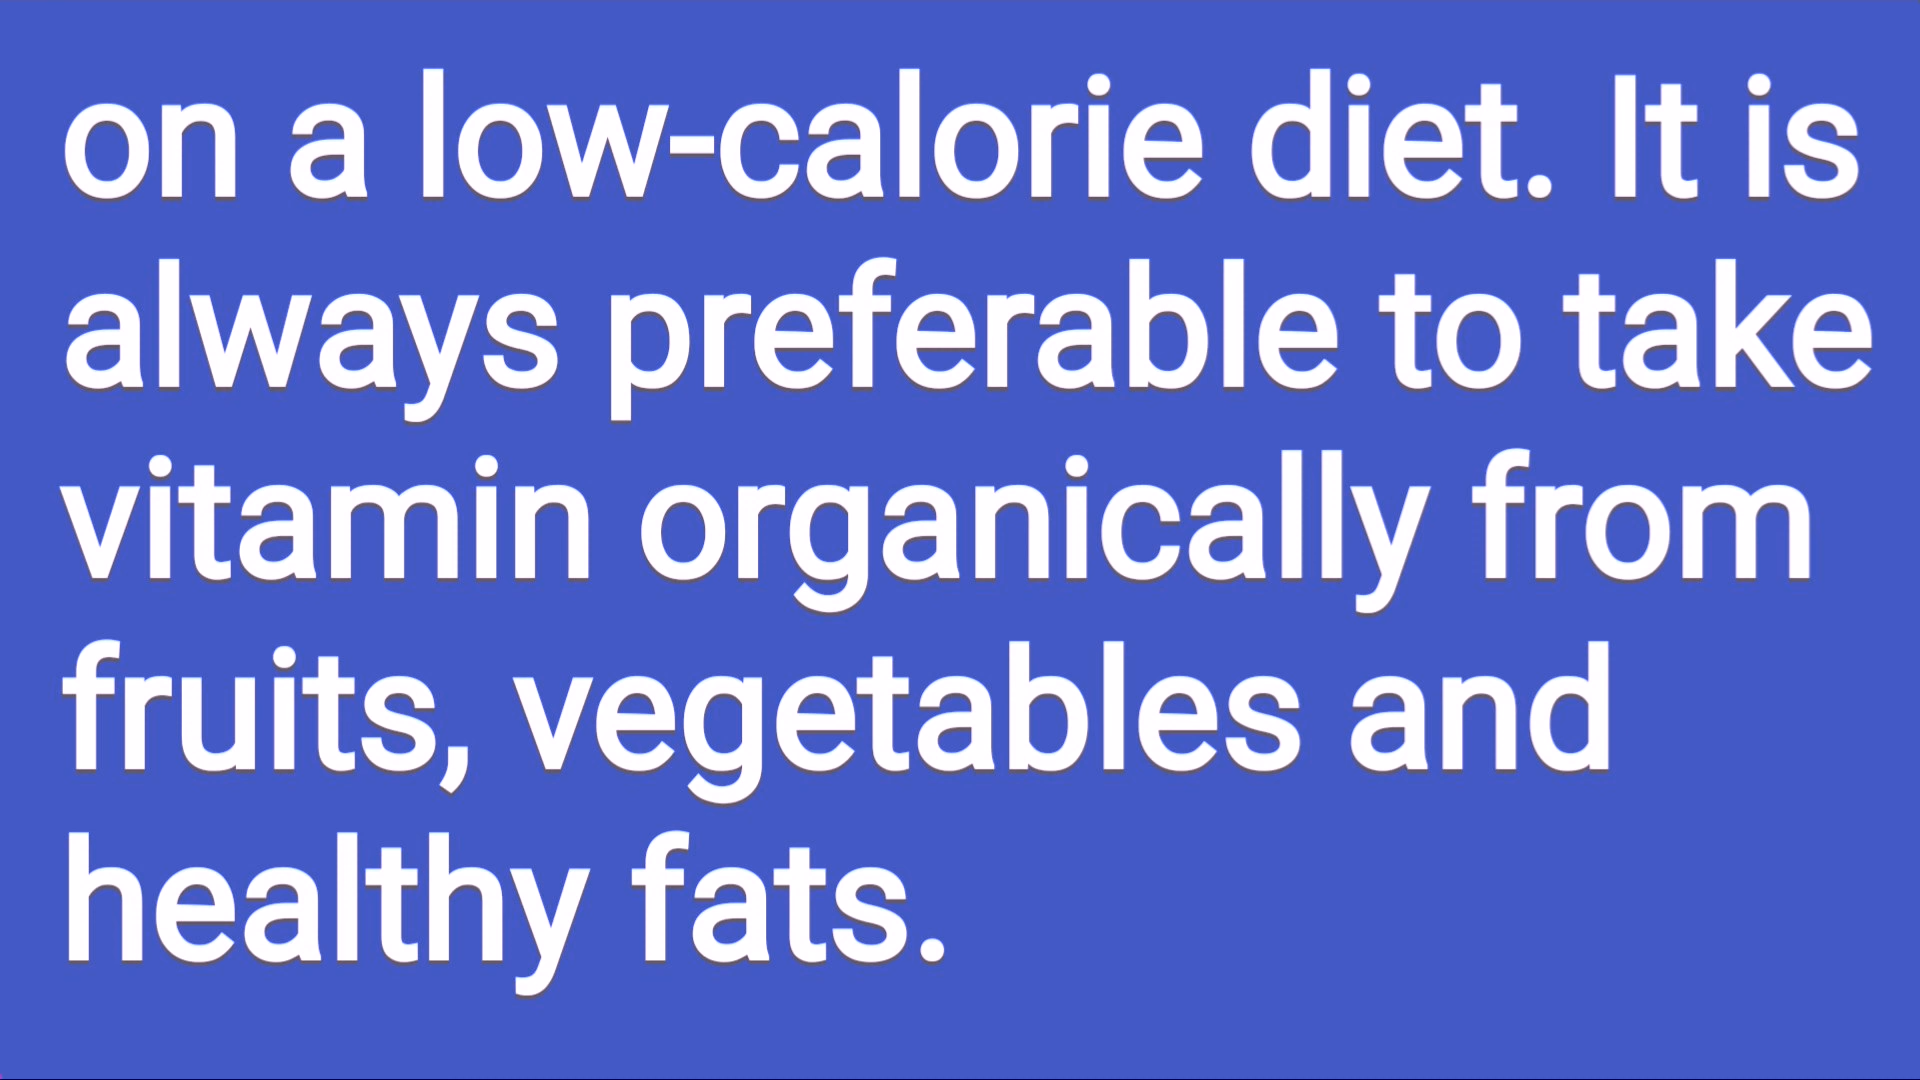 on a low-calorie diet. It is
always preferable to take
vitamin organically from
fruits, vegetables and
healthy fats.